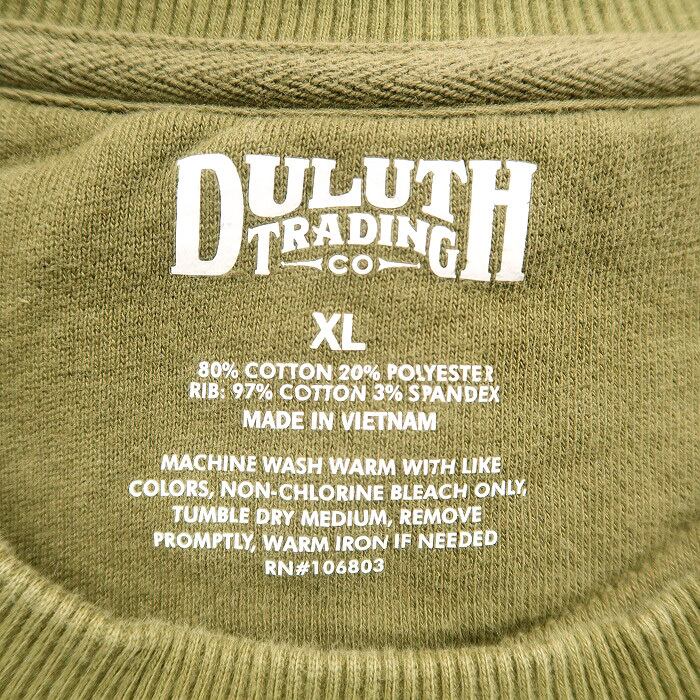 DULUTH
TRADING
CO
XL
80% COTTON 20% POLYESTER
RIB: 97% COTTON 3% SPANDEX
MADE IN VIETNAM
MACHINE WASH WARM WITH LIKE
COLORS, NON-CHLORINE BLEACH ONLY,
TUMBLE DRY MEDIUM, REMOVE
PROMPTLY, WARM IRON IF NEEDED
RN#106803